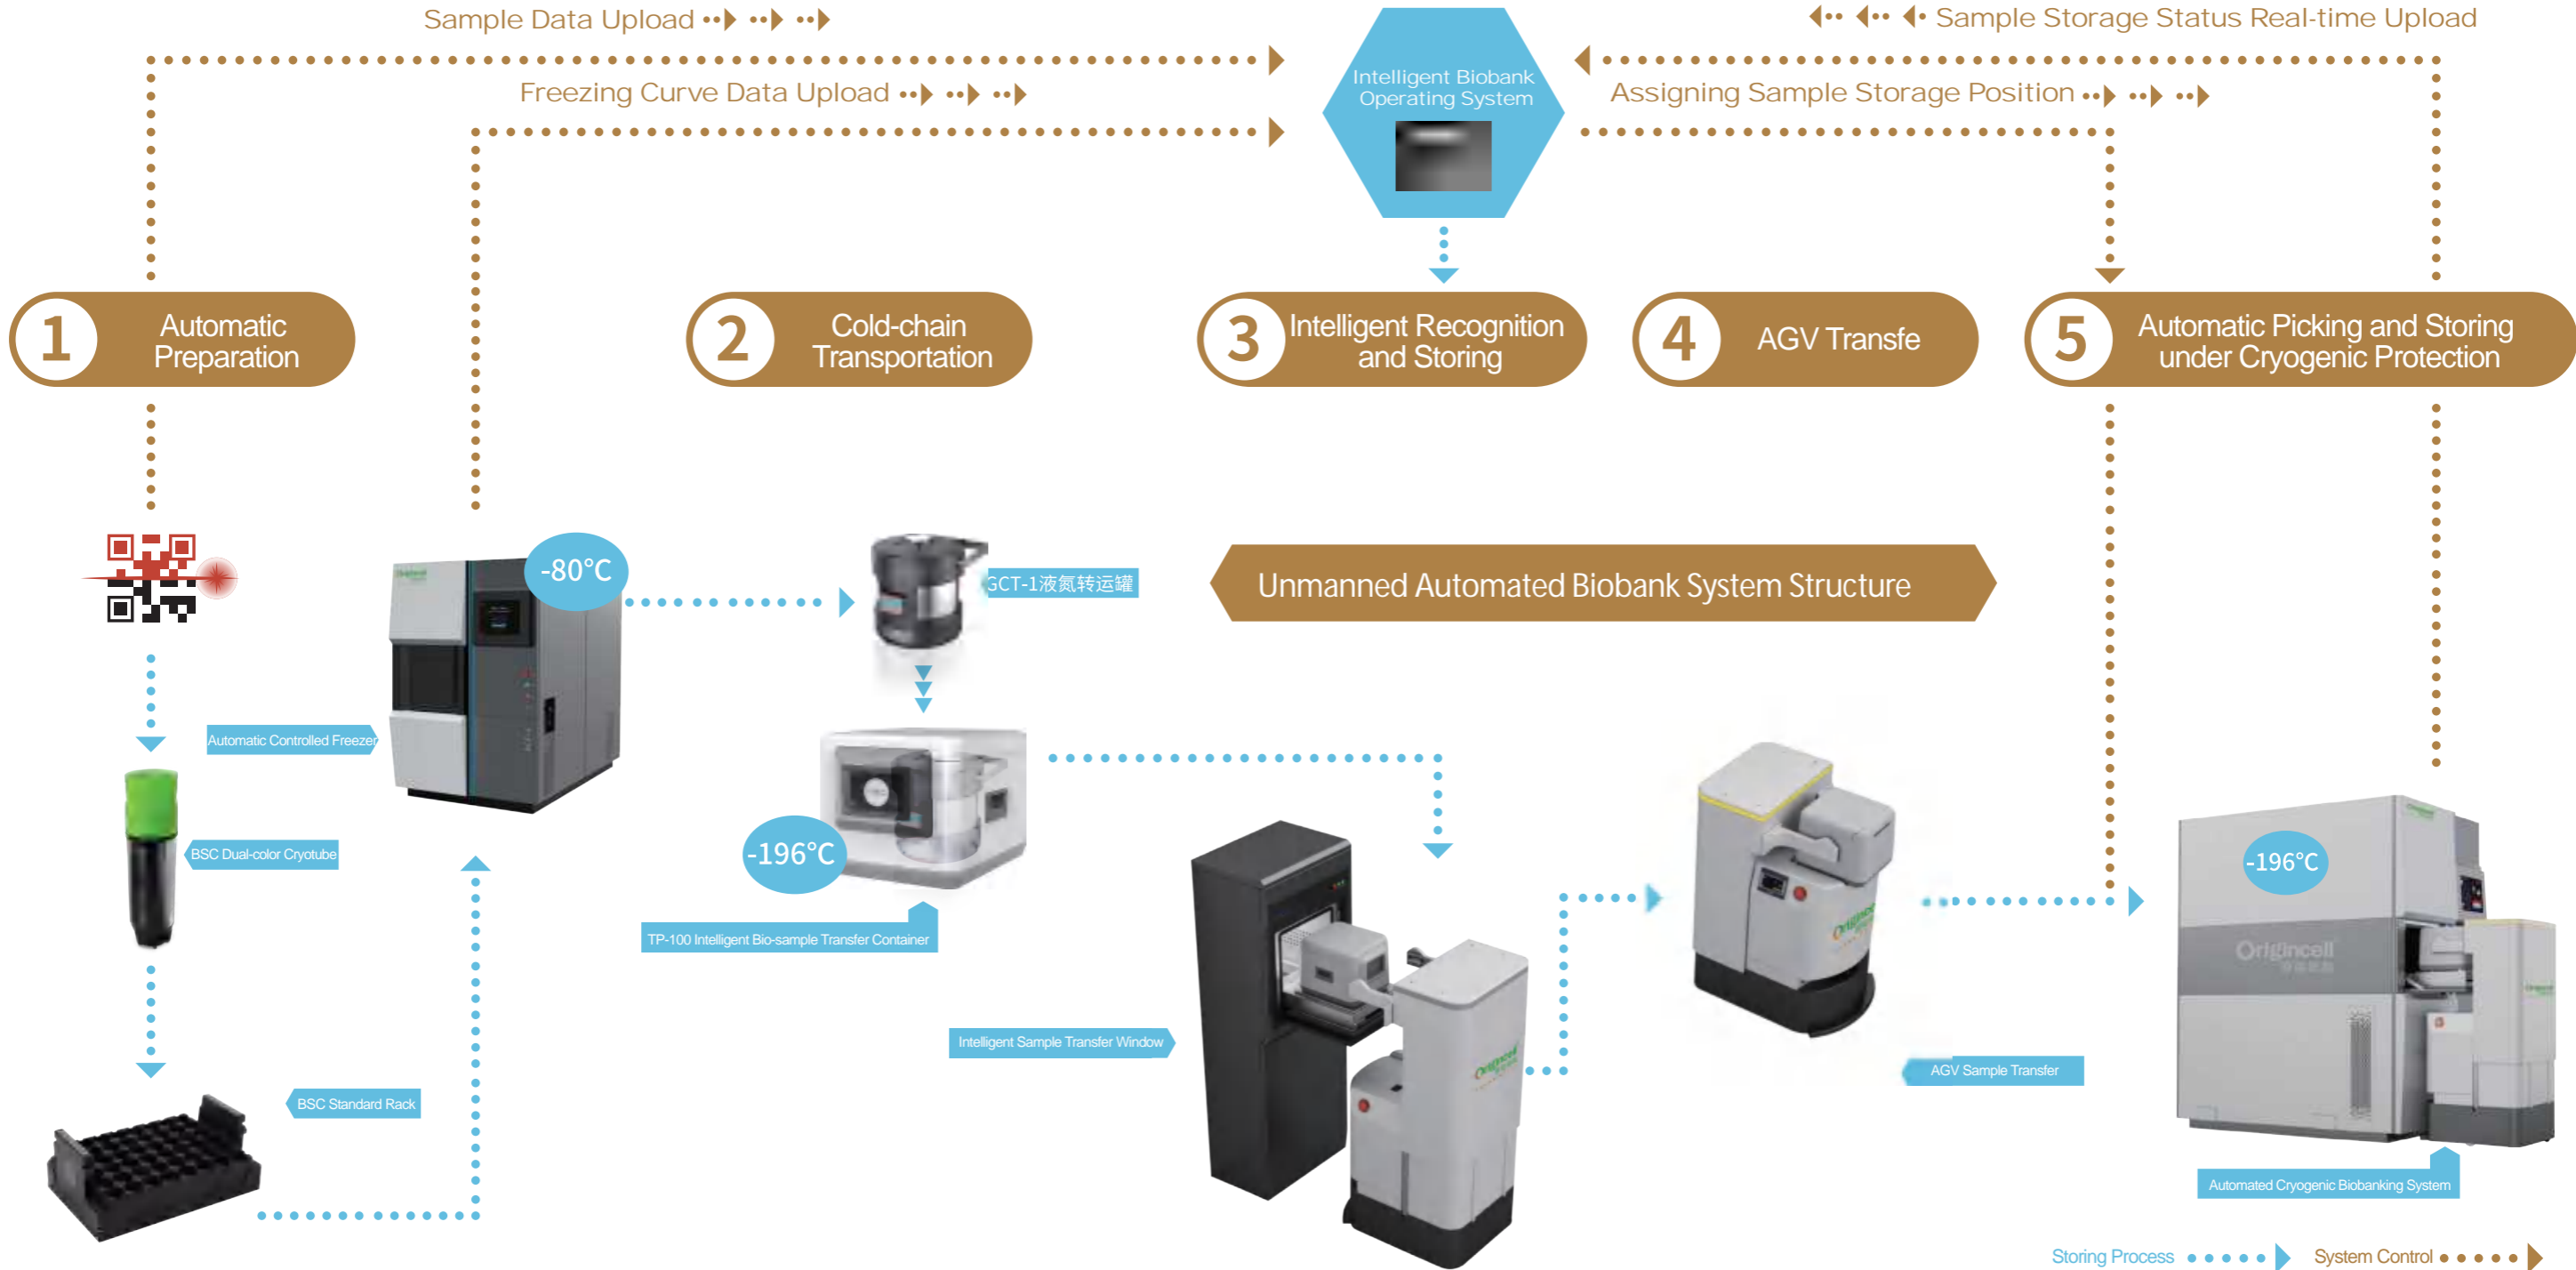 Sample Data Upload
Sample Storage Status Real-time Upload
Freezing Curve Data Upload
Intelligent Biobank
Operating System
Assigning Sample Storage Position
1
Automatic
Preparation
2
Cold-chain
Transportation
3
Intelligent Recognition
and Storing
4
AGV Transfe
5
Automatic Picking and Storing
under Cryogenic Protection
-80°C
GCT-1液氮转运罐
Unmanned Automated Biobank System Structure
Automatic Controlled Freezer
BSC Dual-color Cryotube
-196°C
-196°C
TP-100 Intelligent Bio-sample Transfer Container
Origincell
Origincell
Intelligent Sample Transfer Window
Origincell
AGV Sample Transfer
BSC Standard Rack
Automated Cryogenic Biobanking System
Storing Process
System Control